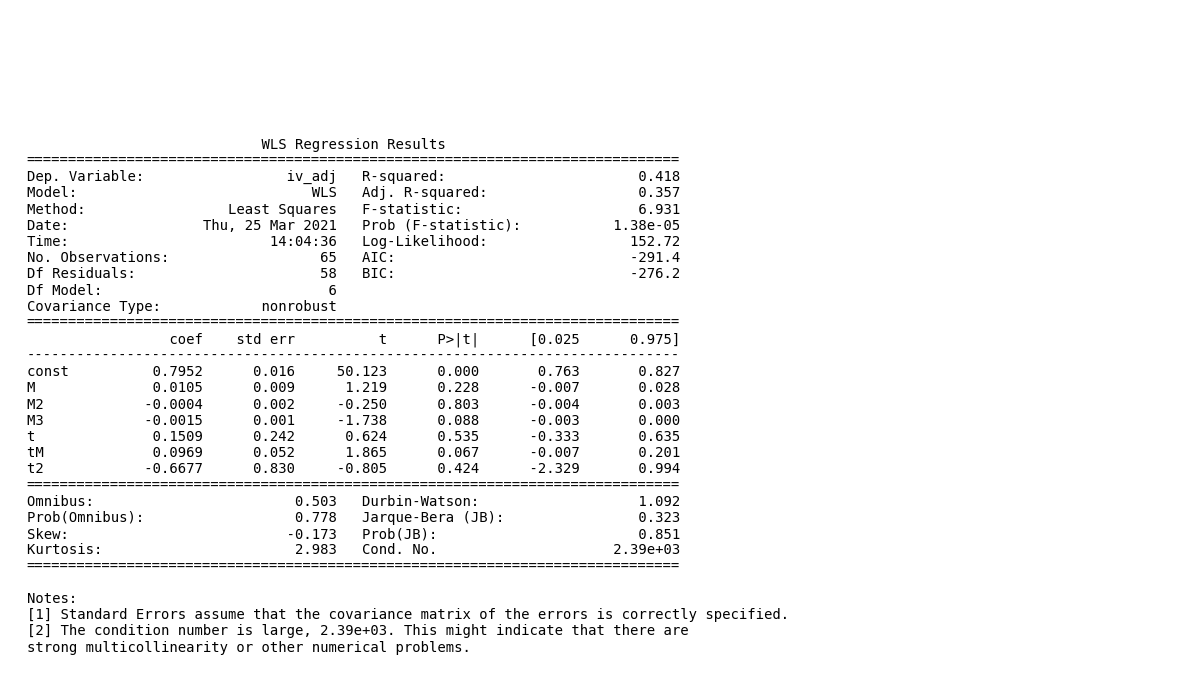 WLS Regression Results
==============================================================================
Dep. Variable:                 iv_adj   R-squared:                       0.418
Model:                            WLS   Adj. R-squared:                  0.357
Method:                 Least Squares   F-statistic:                     6.931
Date:                Thu, 25 Mar 2021   Prob (F-statistic):           1.38e-05
Time:                        14:04:36   Log-Likelihood:                 152.72
No. Observations:                  65   AIC:                            -291.4
Df Residuals:                      58   BIC:                            -276.2
Df Model:                           6
Covariance Type:            nonrobust
==============================================================================
                 coef    std err          t      P>|t|      [0.025      0.975]
------------------------------------------------------------------------------
const          0.7952      0.016     50.123      0.000       0.763       0.827
M              0.0105      0.009      1.219      0.228      -0.007       0.028
M2            -0.0004      0.002     -0.250      0.803      -0.004       0.003
M3            -0.0015      0.001     -1.738      0.088      -0.003       0.000
t              0.1509      0.242      0.624      0.535      -0.333       0.635
tM             0.0969      0.052      1.865      0.067      -0.007       0.201
t2            -0.6677      0.830     -0.805      0.424      -2.329       0.994
==============================================================================
Omnibus:                        0.503   Durbin-Watson:                   1.092
Prob(Omnibus):                  0.778   Jarque-Bera (JB):                0.323
Skew:                          -0.173   Prob(JB):                        0.851
Kurtosis:                       2.983   Cond. No.                     2.39e+03
==============================================================================

Notes:
[1] Standard Errors assume that the covariance matrix of the errors is correctly specified.
[2] The condition number is large, 2.39e+03. This might indicate that there are
strong multicollinearity or other numerical problems.